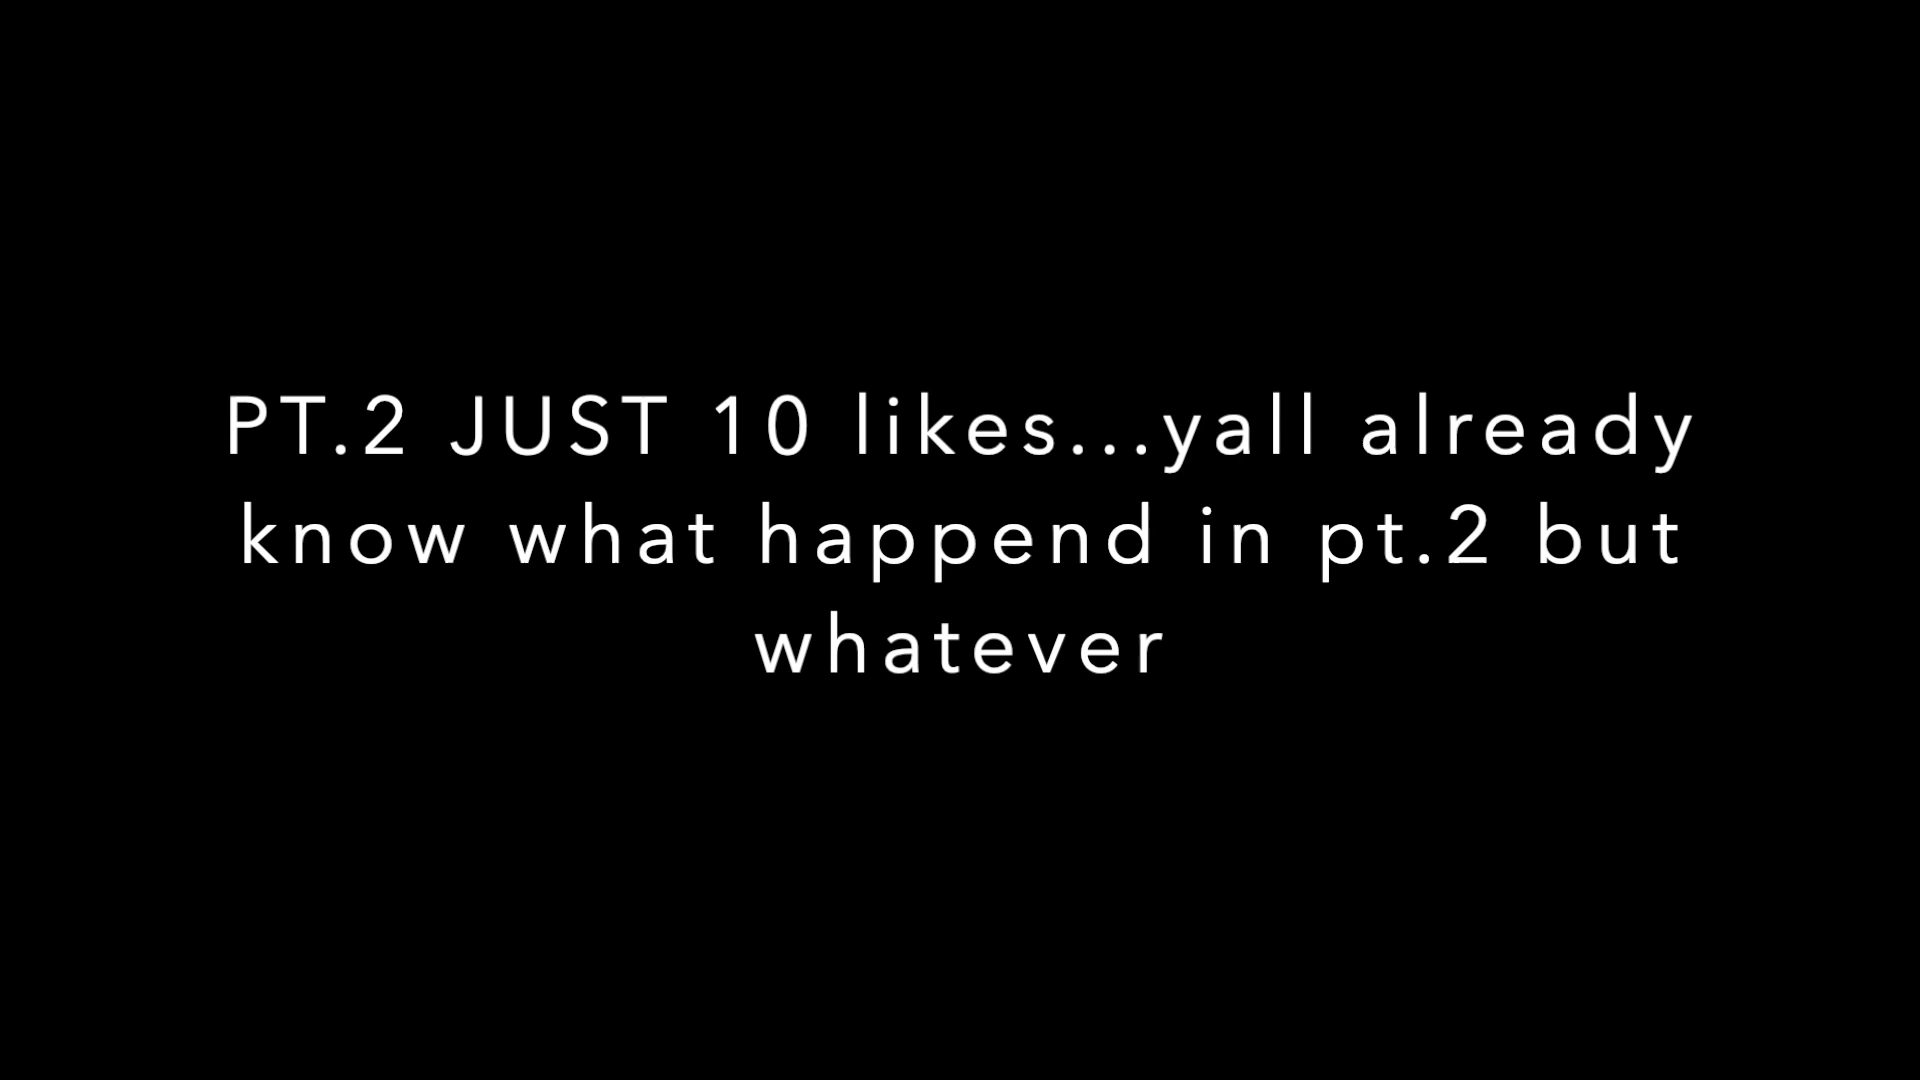 PT.2 JUST 10 likes...yall already
know what happend in pt.2 but
whatever